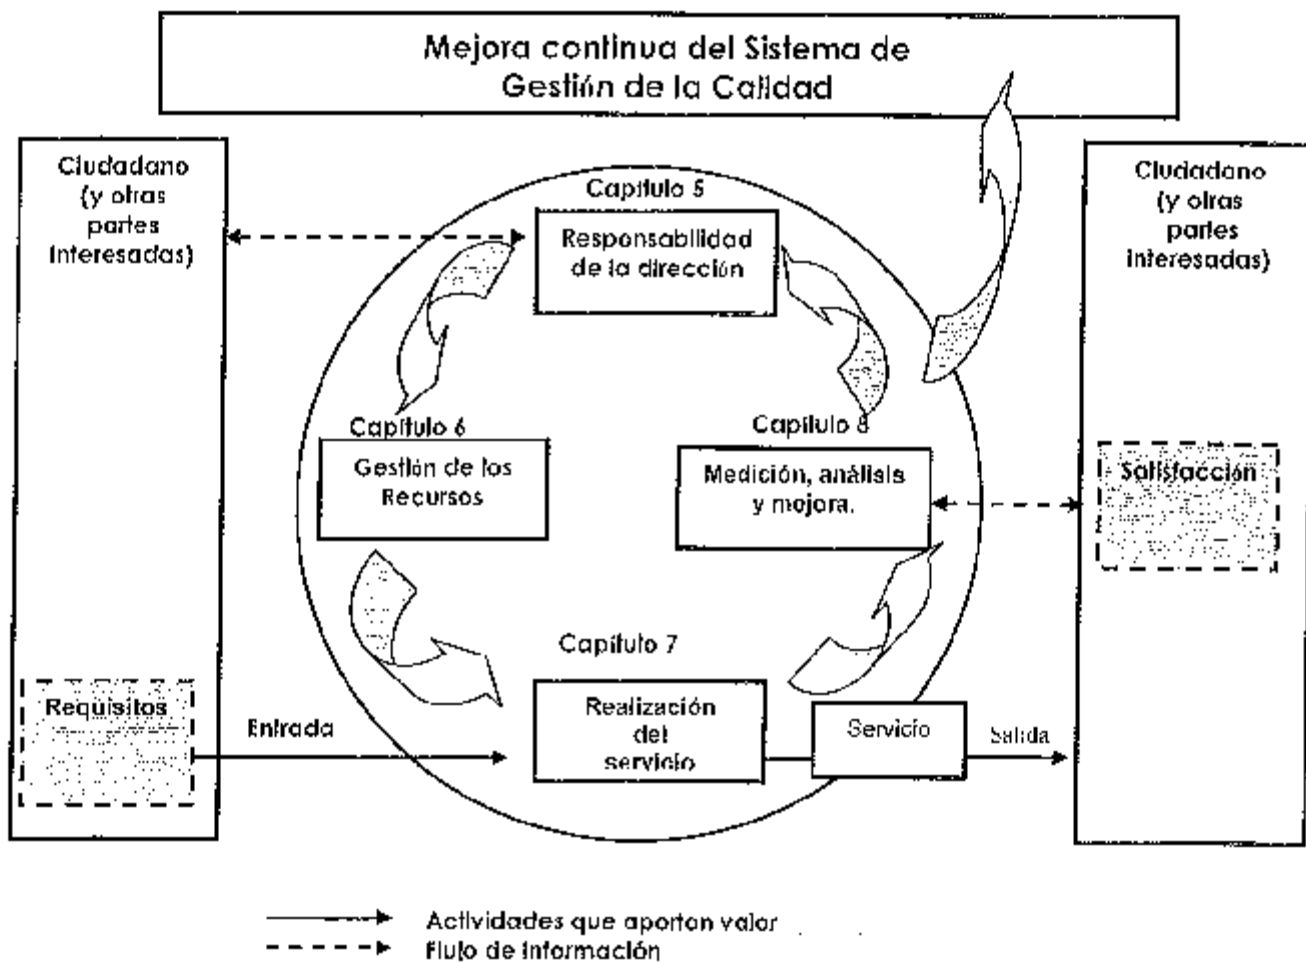 Mejora continua del Sistema de
Gestión de la Calidad
Ciudadano
(y otras
partes
interesadas)
Capítulo 5
Responsabilidad
de la dirección
Ciudadano
(y otras
partes
interesadas)
Capítulo 6
Gestión de los
Recursos
Capítulo 8
Medición, análisis
y mejora.
Satisfacción
Capítulo 7
Requisitos
Entrada
Realización
del
servicio
Servicio
Salida
Actividades que aportan valor
Flujo de información